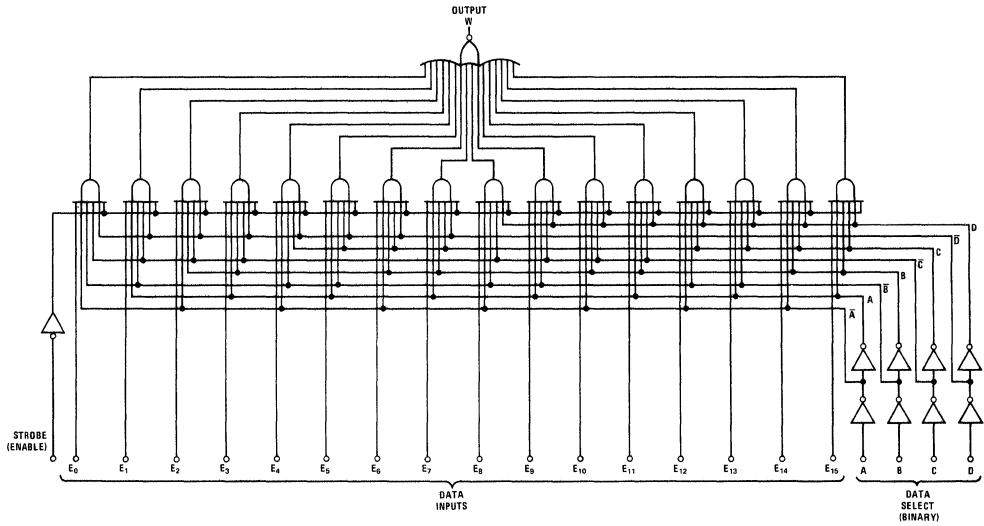 OUTPUT
W
D
D̅
C
C̅
B
B̅
A
A̅
STROBE
(ENABLE)
E₀ E₁ E₂ E₃ E₄ E₅ E₆ E₇ E₈ E₉ E₁₀ E₁₁ E₁₂ E₁₃ E₁₄ E₁₅ A B C D
DATA
INPUTS
DATA
SELECT
(BINARY)